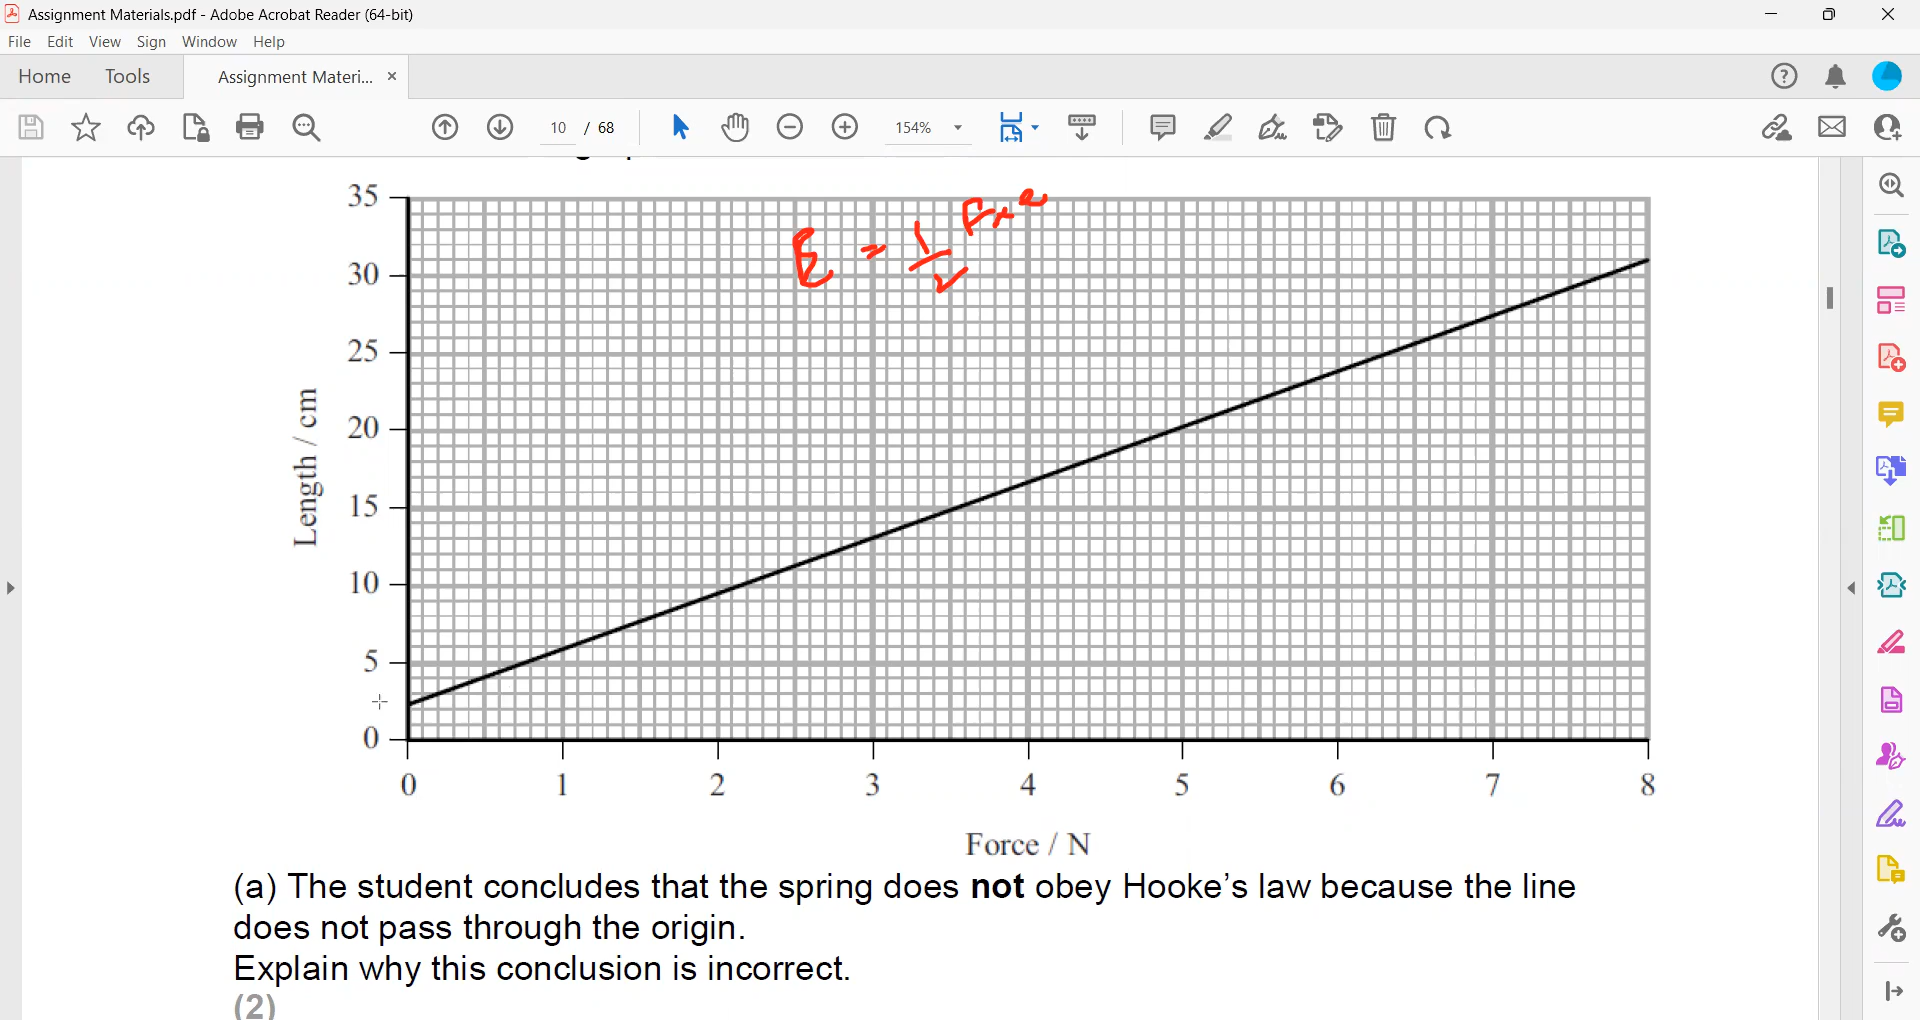 Assignment Materials.pdf - Adobe Acrobat Reader (64-bit)
File Edit View Sign Window Help
Home Tools Assignment Materi... ×
10 / 68 154%
35
E = 1/2 F x e
30
25
20
15
10
5
0
Length / cm
0 1 2 3 4 5 6 7 8
Force / N
(a) The student concludes that the spring does not obey Hooke's law because the line
does not pass through the origin.
Explain why this conclusion is incorrect.
(2)